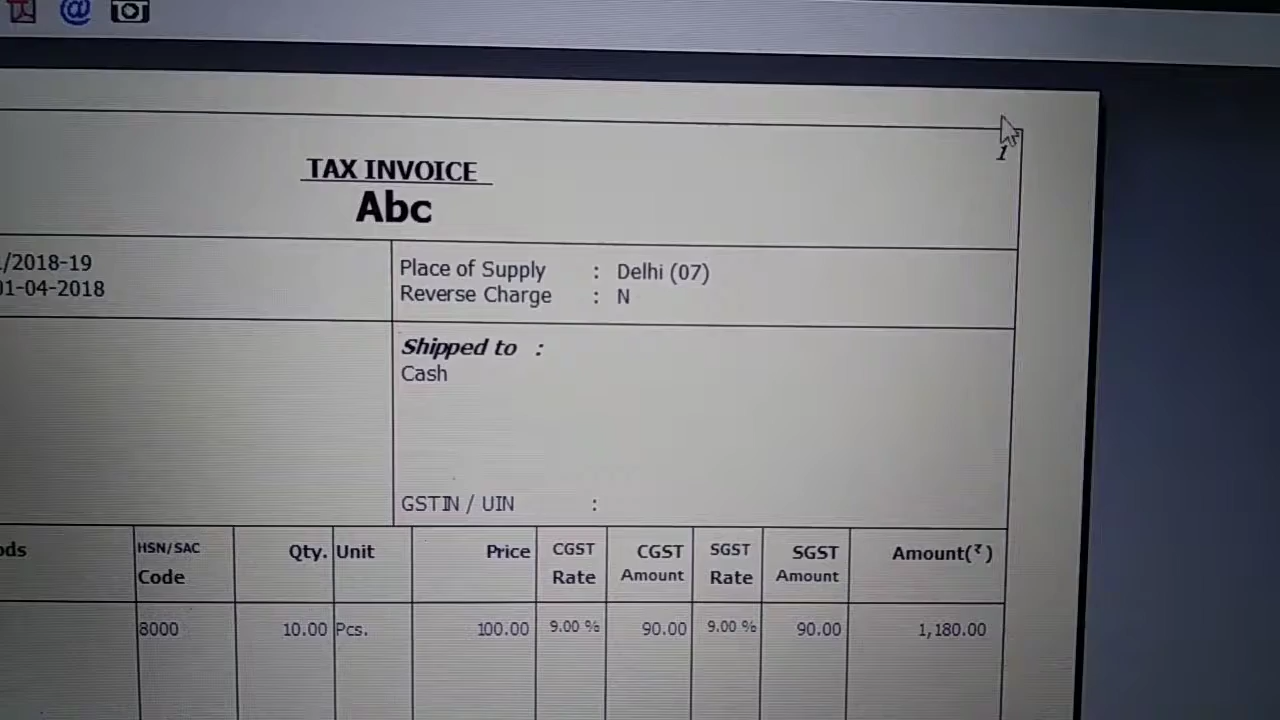 1
TAX INVOICE
Abc
/2018-19
01-04-2018
Place of Supply : Delhi (07)
Reverse Charge : N
Shipped to :
Cash
GSTIN / UIN :
HSN/SAC Code Qty. Unit Price CGST Rate CGST Amount SGST Rate SGST Amount Amount(₹)
8000 10.00 Pcs. 100.00 9.00 % 90.00 9.00 % 90.00 1,180.00